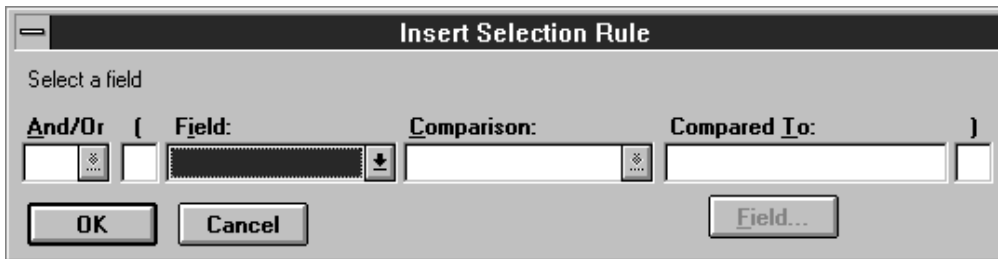 Insert Selection Rule
Select a field
And/Or ( Field: Comparison: Compared To: )
OK Cancel Field...